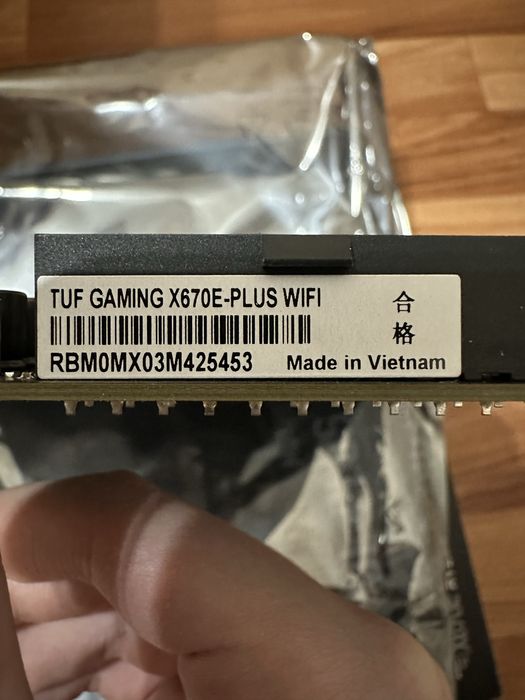 TUF GAMING X670E-PLUS WIFI
合格
RBM0MX03M425453
Made in Vietnam